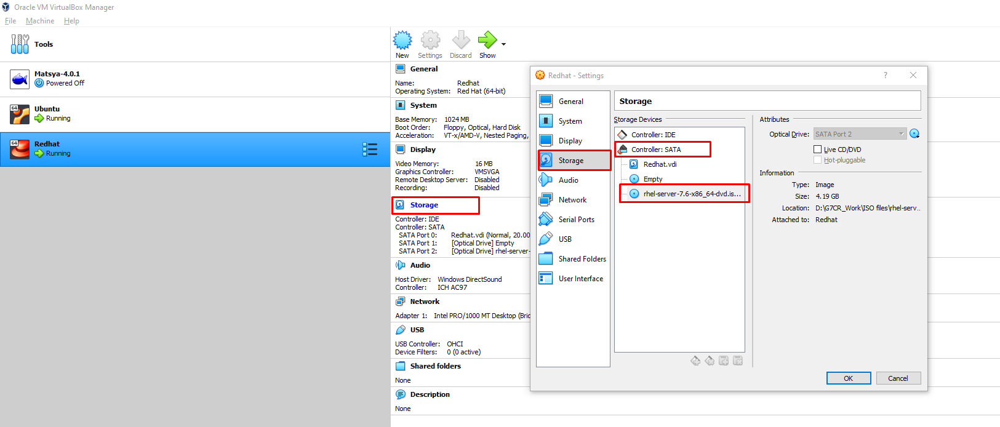 Oracle VM VirtualBox Manager
File Machine Help
Tools
Matsya-4.0.1
Powered Off
64
Ubuntu
Running
64
Redhat
Running
New Settings Discard Show
General
Name: Redhat
Operating System: Red Hat (64-bit)
System
Base Memory: 1024 MB
Boot Order: Floppy, Optical, Hard Disk
Acceleration: VT-x/AMD-V, Nested Paging,
Display
Video Memory: 16 MB
Graphics Controller: VMSVGA
Remote Desktop Server: Disabled
Recording: Disabled
Storage
Controller: IDE
Controller: SATA
SATA Port 0: Redhat.vdi (Normal, 20.00
SATA Port 1: [Optical Drive] Empty
SATA Port 2: [Optical Drive] rhel-server-
Audio
Host Driver: Windows DirectSound
Controller: ICH AC97
Network
Adapter 1: Intel PRO/1000 MT Desktop (Brid
USB
USB Controller: OHCI
Device Filters: 0 (0 active)
Shared folders
None
Description
None
Redhat - Settings ?
General
System
Display
Storage
Audio
Network
Serial Ports
USB
Shared Folders
User Interface
Storage
Storage Devices
Controller: IDE
Controller: SATA
Redhat.vdi
Empty
rhel-server-7.6-x86_64-dvd.is...
Attributes
Optical Drive: SATA Port 2
Live CD/DVD
Hot-pluggable
Information
Type: Image
Size: 4.19 GB
Location: D:\G7CR_Work\ISO files\rhel-serv...
Attached to: Redhat
OK Cancel